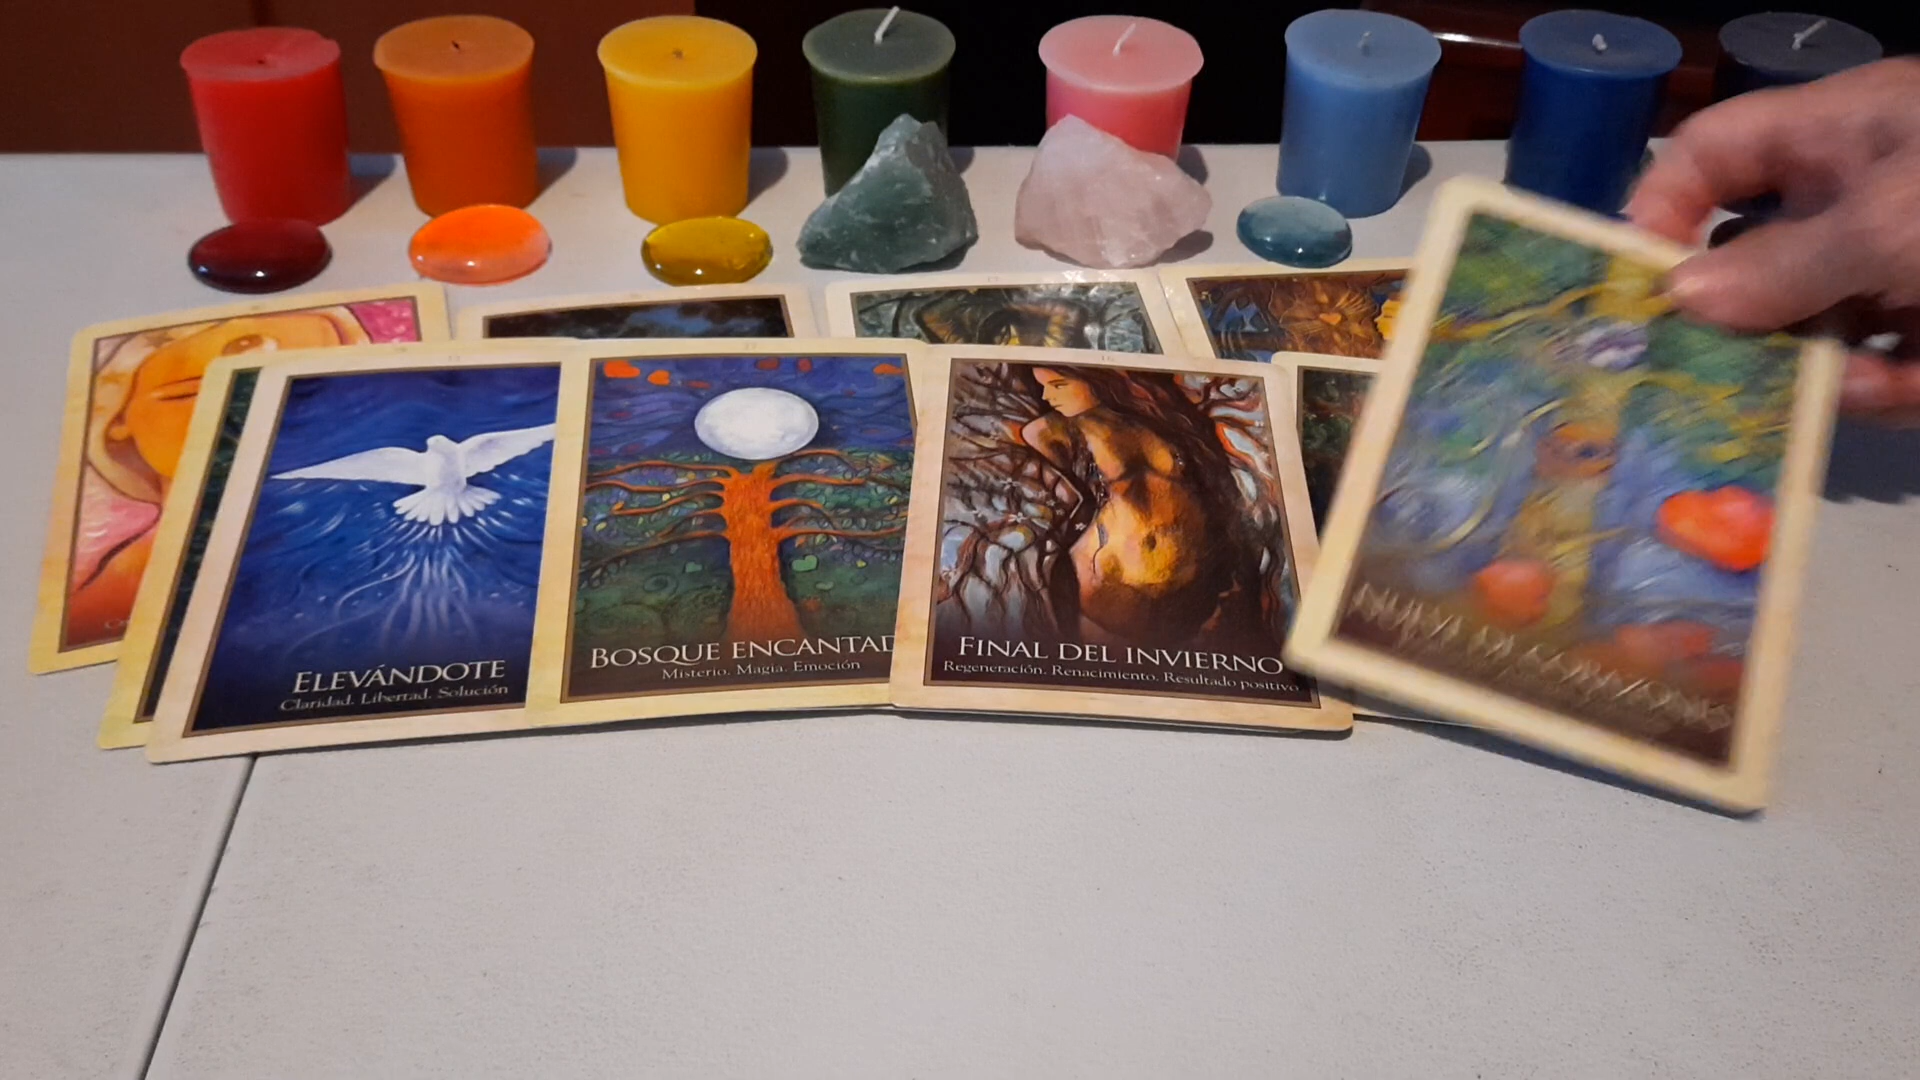 ELEVÁNDOTE
Claridad. Libertad. Solución
BOSQUE ENCANTAD
Misterio. Magia. Emoción
FINAL DEL INVIERNO
Regeneración. Renacimiento. Resultado positivo